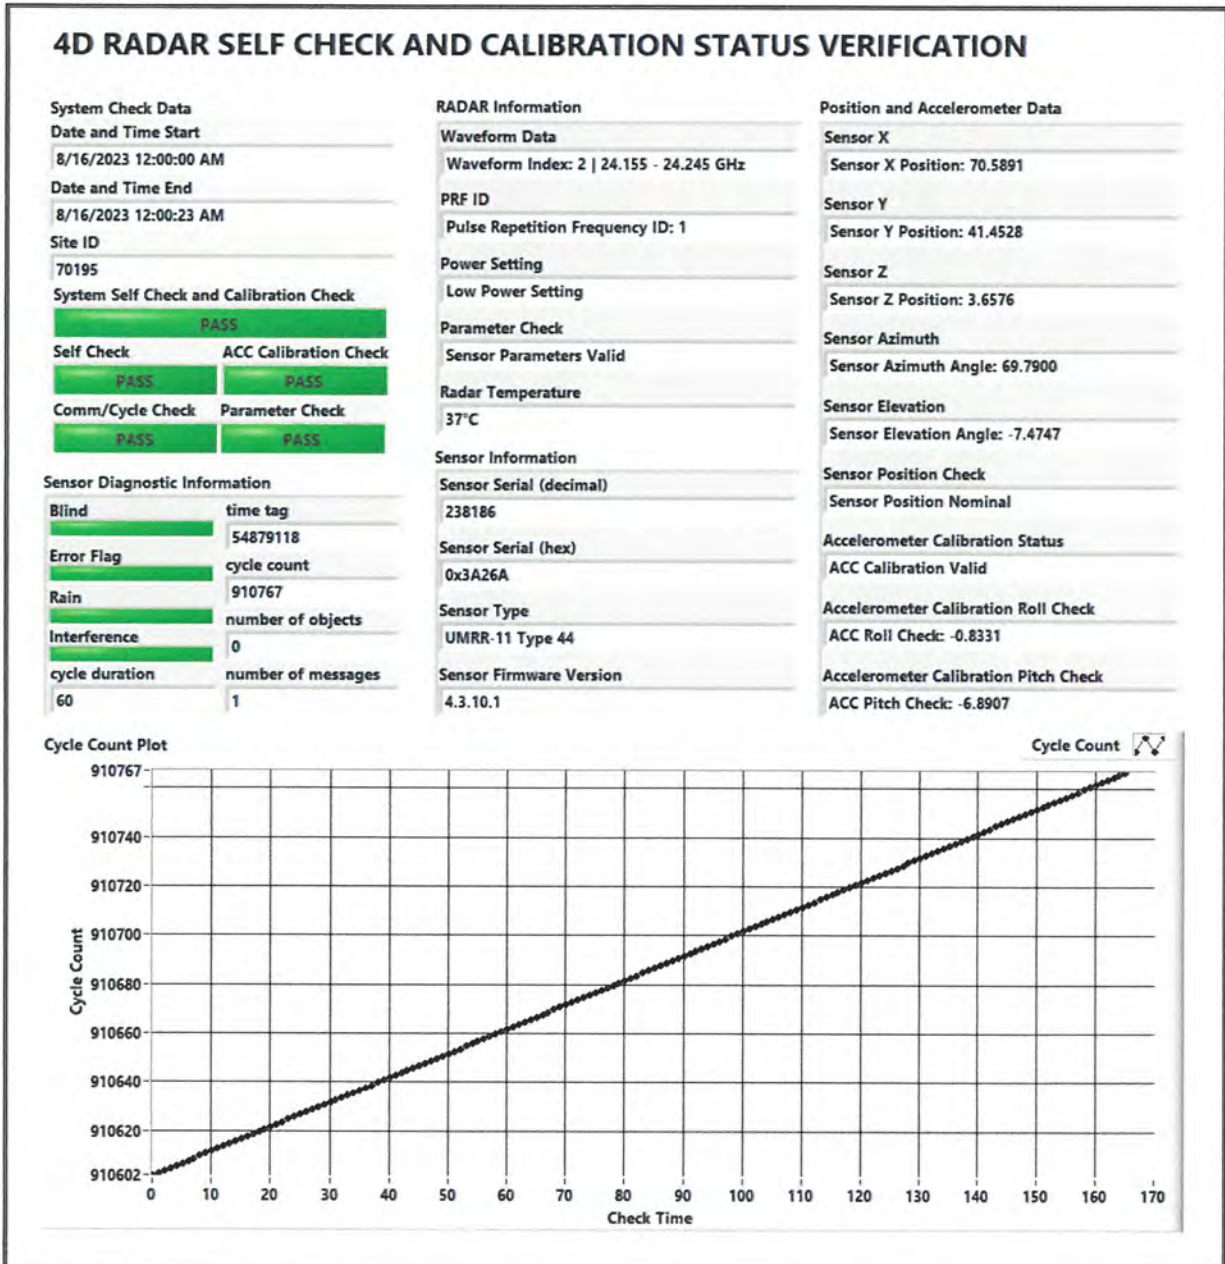 4D RADAR SELF CHECK AND CALIBRATION STATUS VERIFICATION
System Check Data
Date and Time Start
8/16/2023 12:00:00 AM
Date and Time End
8/16/2023 12:00:23 AM
Site ID
70195
System Self Check and Calibration Check
PASS
Self Check ACC Calibration Check
PASS PASS
Comm/Cycle Check Parameter Check
PASS PASS
Sensor Diagnostic Information
Blind
Error Flag
Rain
Interference
cycle duration
60
time tag
54879118
cycle count
910767
number of objects
0
number of messages
1
RADAR Information
Waveform Data
Waveform Index: 2 | 24.155 - 24.245 GHz
PRF ID
Pulse Repetition Frequency ID: 1
Power Setting
Low Power Setting
Parameter Check
Sensor Parameters Valid
Radar Temperature
37°C
Sensor Information
Sensor Serial (decimal)
238186
Sensor Serial (hex)
0x3A26A
Sensor Type
UMRR-11 Type 44
Sensor Firmware Version
4.3.10.1
Position and Accelerometer Data
Sensor X
Sensor X Position: 70.5891
Sensor Y
Sensor Y Position: 41.4528
Sensor Z
Sensor Z Position: 3.6576
Sensor Azimuth
Sensor Azimuth Angle: 69.7900
Sensor Elevation
Sensor Elevation Angle: -7.4747
Sensor Position Check
Sensor Position Nominal
Accelerometer Calibration Status
ACC Calibration Valid
Accelerometer Calibration Roll Check
ACC Roll Check: -0.8331
Accelerometer Calibration Pitch Check
ACC Pitch Check: -6.8907
Cycle Count Plot
Cycle Count
910767
910740
910720
910700
910680
910660
910640
910620
910602
Cycle Count
0 10 20 30 40 50 60 70 80 90 100 110 120 130 140 150 160 170
Check Time